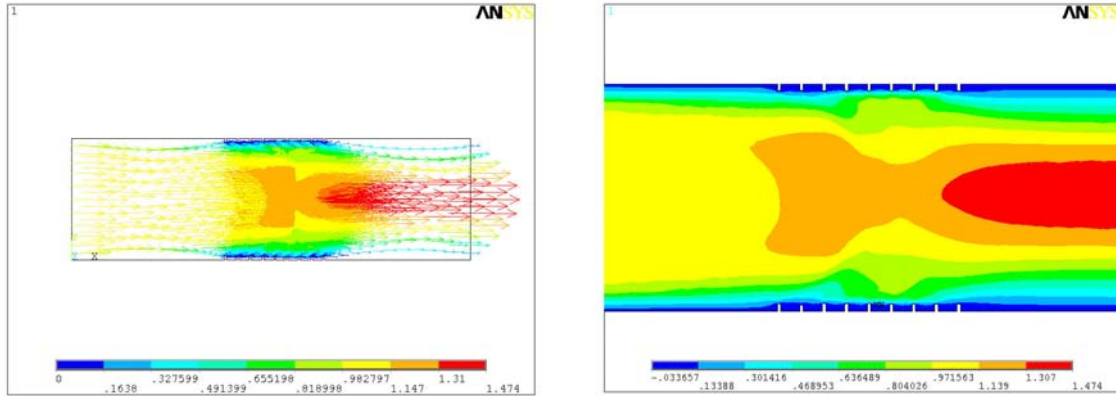 1
ANSYS
X
0 .327599 .655198 .982797 1.31
.1638 .491399 .818998 1.147 1.474
1
ANSYS
-.033657 .301416 .636489 .971563 1.307
.13388 .468953 .804026 1.139 1.474